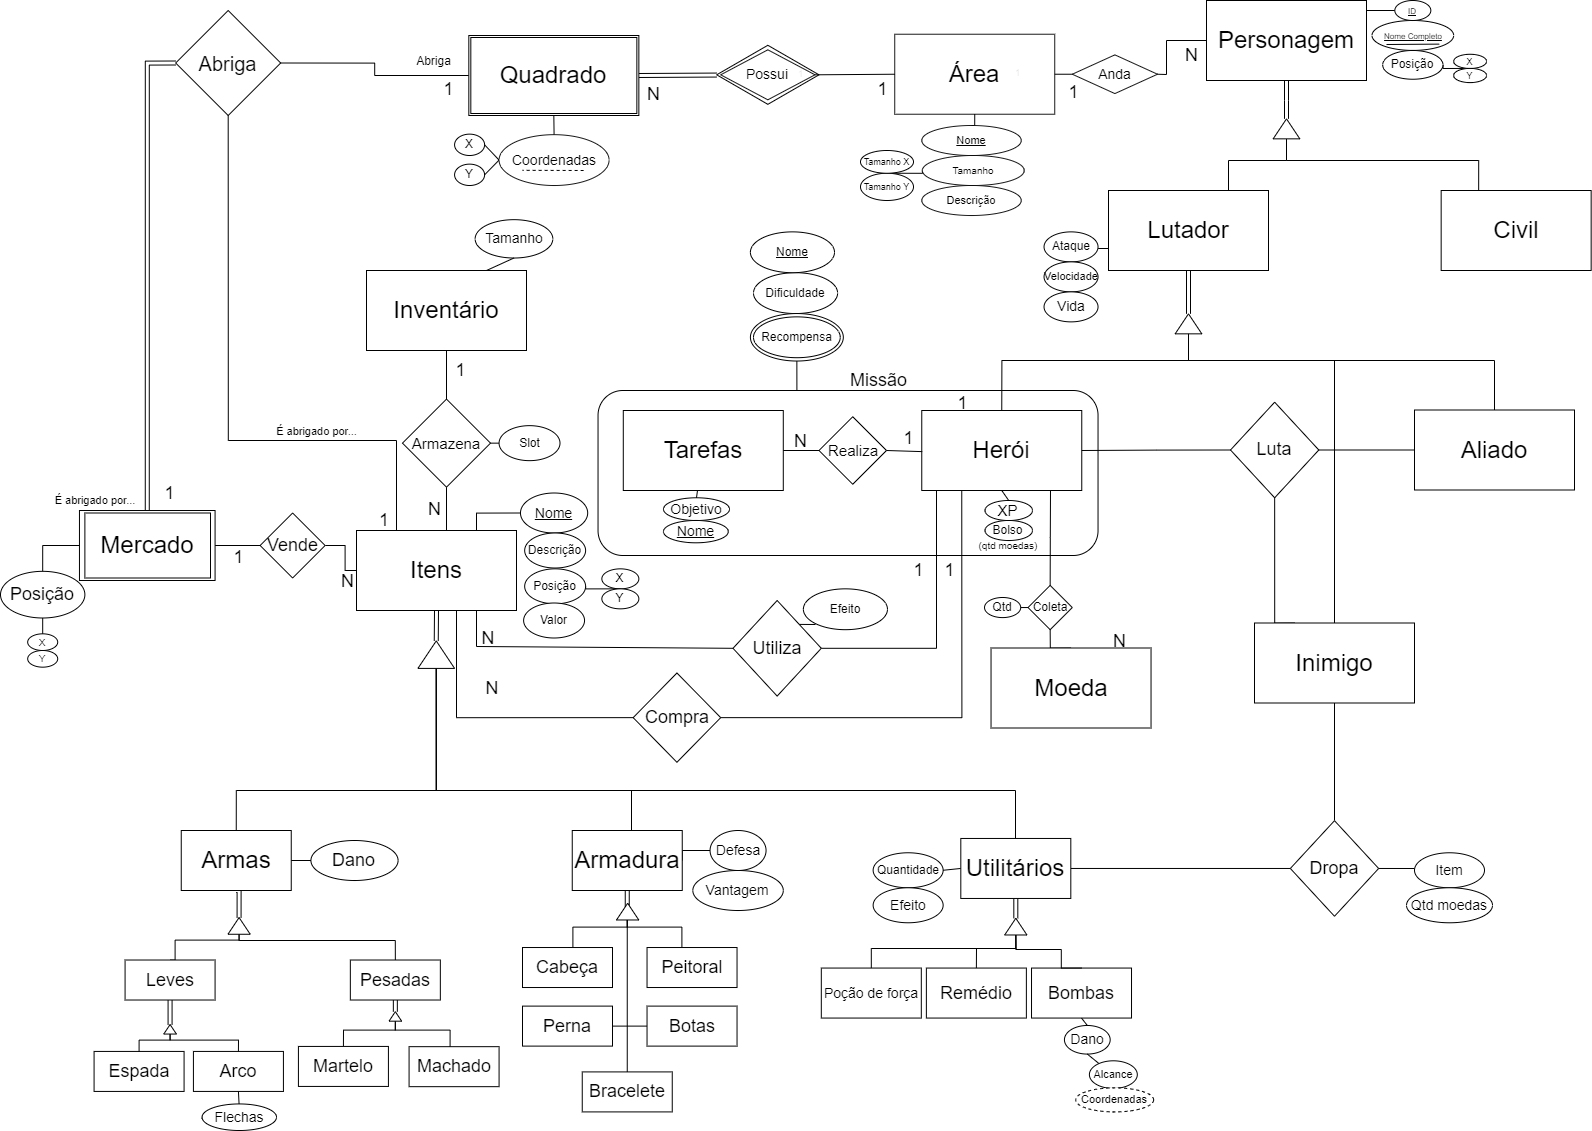 Abriga
Abriga
1
Quadrado
N
Possui
1
Área
1
Anda
N
Personagem
ID
Nome Completo
Posição
X
Y
X
Y
Coordenadas
Nome
Tamanho X
Tamanho
Tamanho Y
Descrição
Lutador
Civil
Ataque
Velocidade
Vida
Tamanho
Inventário
1
Nome
Dificuldade
Recompensa
Missão
É abrigado por...
Armazena
Slot
N
Tarefas
N
Realiza
1
1
Herói
Luta
Aliado
Objetivo
Nome
XP
Bolso
(qtd moedas)
É abrigado por...
1
Mercado
1
Vende
N
1
Itens
Nome
Descrição
Posição
X
Y
Valor
Posição
X
Y
1
1
N
Utiliza
Efeito
Qtd
Coleta
N
Moeda
Inimigo
N
Compra
Armas
Dano
Armadura
Defesa
Vantagem
Quantidade
Efeito
Utilitários
Dropa
Item
Qtd moedas
Leves
Pesadas
Cabeça
Peitoral
Poção de força
Remédio
Bombas
Perna
Botas
Espada
Arco
Martelo
Machado
Bracelete
Dano
Alcance
Coordenadas
Flechas